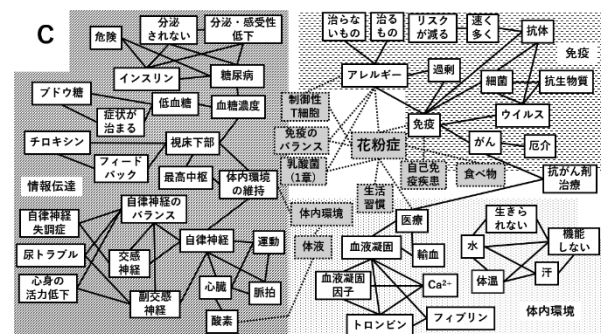 C
危険
分泌
されない
分泌・感受性
低下
インスリン
糖尿病
ブドウ糖
低血糖
血糖濃度
症状が
治まる
チロキシン
視床下部
フィード
バック
最高中枢
体内環境
の維持
情報伝達
自律神経の
バランス
自律神経
失調症
尿トラブル
交感
神経
自律神経
運動
心身の
活力低下
副交感
神経
心臓
脈拍
酸素
治らな
いもの
治る
もの
リスク
が減る
速く
多く
抗体
免疫
アレルギー
過剰
細菌
抗生物質
制御性
T細胞
免疫
ウイルス
免疫の
バランス
花粉症
がん
厄介
乳酸菌
(1章)
自己免
疫疾患
食べ物
抗がん剤
治療
生活
習慣
体内環境
医療
体液
血液凝固
輸血
生きら
れない
機能
しない
水
血液凝固
因子
Ca²⁺
体温
汗
トロンビン
フィブリン
体内環境